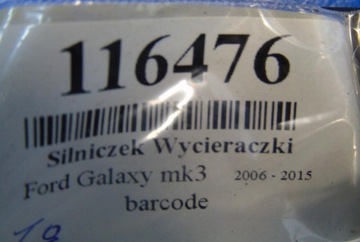 116476
Silniczek Wycieraczki
Ford Galaxy mk3 2006 - 2015
barcode